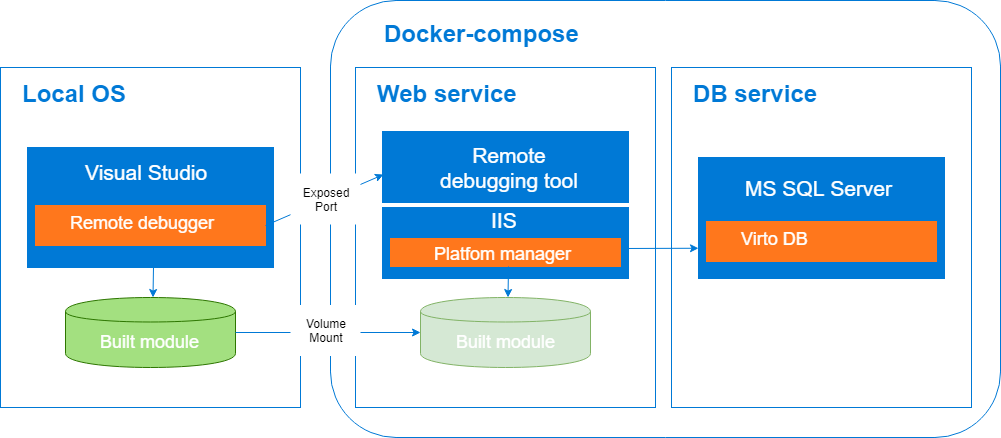 Docker-compose
Local OS
Web service
DB service
Visual Studio
Remote debugger
Exposed
Port
Remote
debugging tool
IIS
Platfom manager
MS SQL Server
Virto DB
Built module
Volume
Mount
Built module